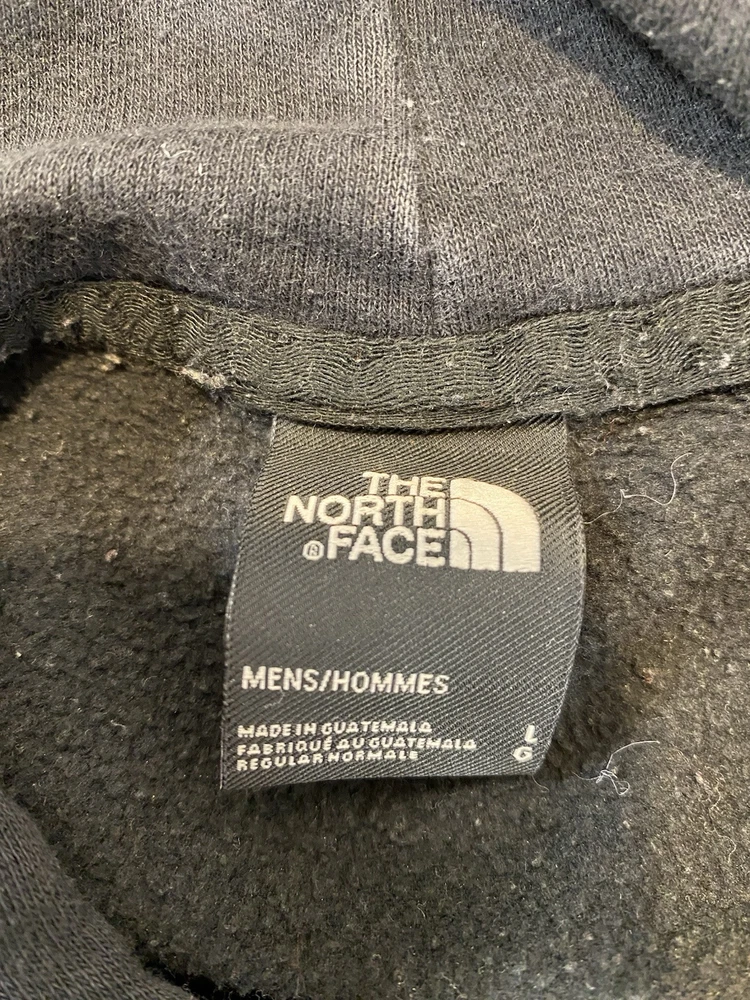 THE
NORTH
®FACE
MENS/HOMMES
MADE IN GUATEMALA
FABRIQUÉ AU GUATEMALA
REGULAR NORMALE
L
G